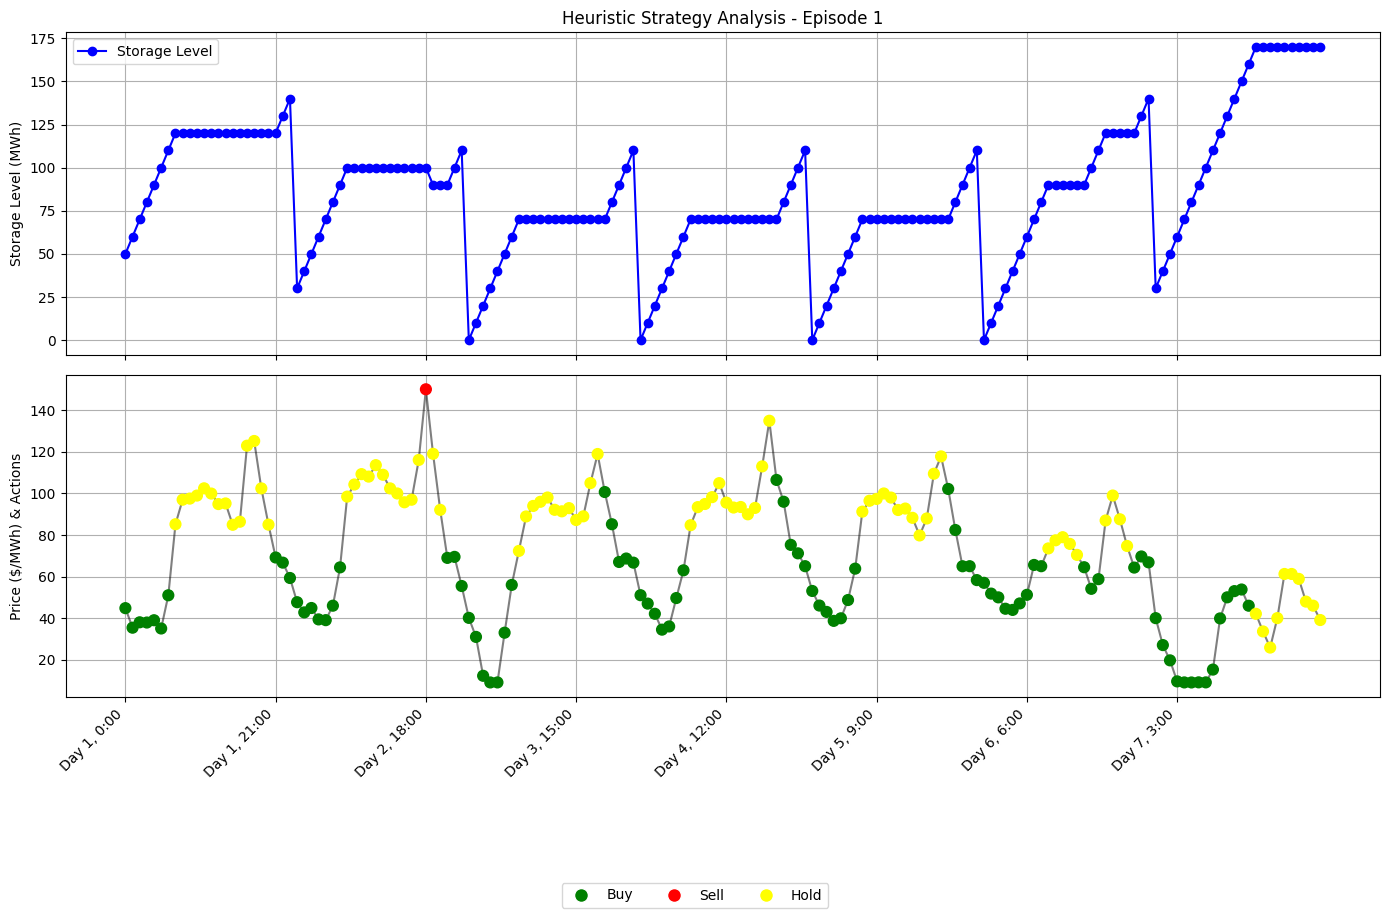 Heuristic Strategy Analysis - Episode 1
Storage Level
Storage Level (MWh)
175
150
125
100
75
50
25
0
Price ($/MWh) & Actions
140
120
100
80
60
40
20
Day 1, 0:00
Day 1, 21:00
Day 2, 18:00
Day 3, 15:00
Day 4, 12:00
Day 5, 9:00
Day 6, 6:00
Day 7, 3:00
Buy Sell Hold